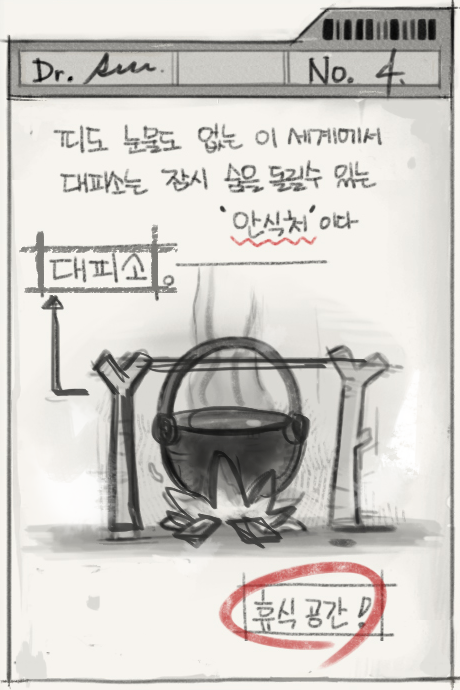 Dr. No. 4.
피도 눈물도 없는 이 세계에서
대피소는 잠시 숨을 돌릴수 있는
'안식처'이다
대피소
휴식 공간!